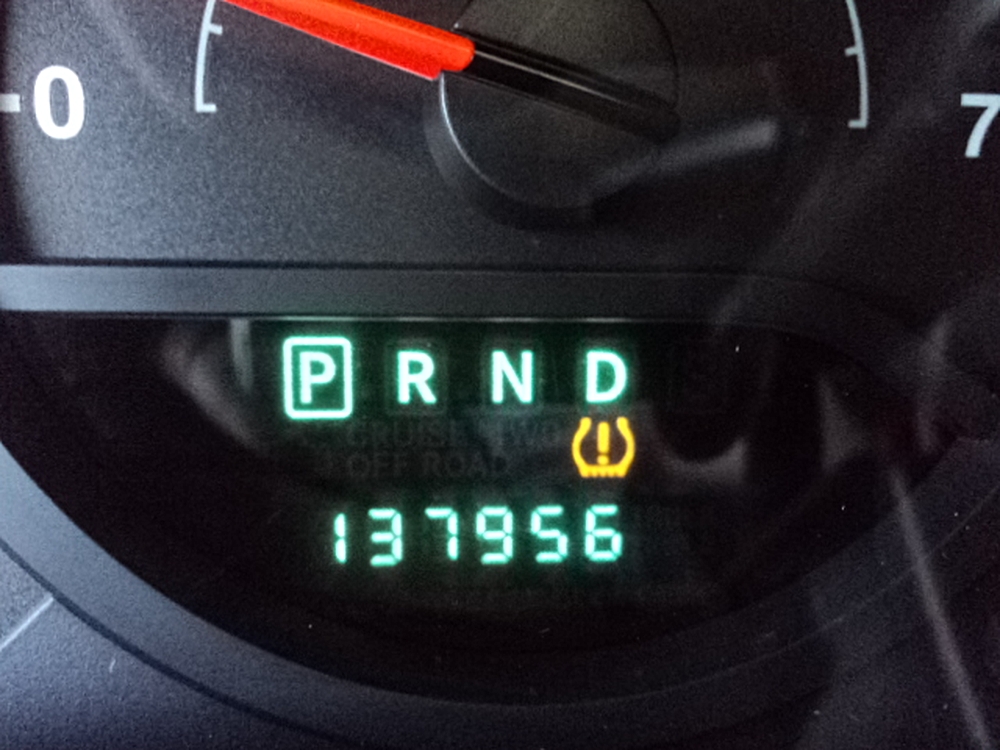 0 7
P R N D
CRUISE 4WD
OFF ROAD
137956